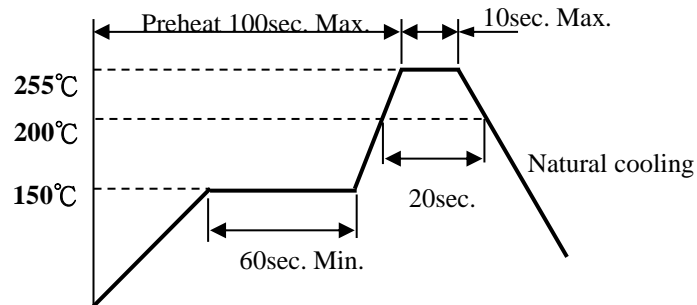 Preheat 100sec. Max.
10sec. Max.
255℃
200℃
150℃
Natural cooling
20sec.
60sec. Min.